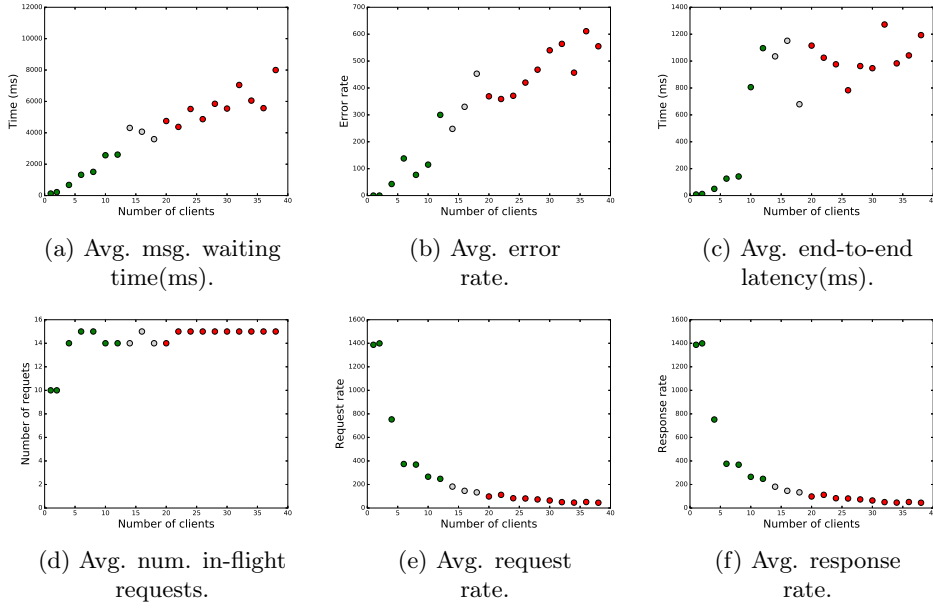 12000
10000
8000
6000
4000
2000
0
Time (ms)
0 5 10 15 20 25 30 35 40
Number of clients
(a) Avg. msg. waiting
time(ms).
700
600
500
400
300
200
100
0
Error rate
0 5 10 15 20 25 30 35 40
Number of clients
(b) Avg. error
rate.
1400
1200
1000
800
600
400
200
0
Time (ms)
0 5 10 15 20 25 30 35 40
Number of clients
(c) Avg. end-to-end
latency(ms).
16
14
12
10
8
6
4
2
0
Number of requets
0 5 10 15 20 25 30 35 40
Number of clients
(d) Avg. num. in-flight
requests.
1600
1400
1200
1000
800
600
400
200
0
Request rate
0 5 10 15 20 25 30 35 40
Number of clients
(e) Avg. request
rate.
1600
1400
1200
1000
800
600
400
200
0
Response rate
0 5 10 15 20 25 30 35 40
Number of clients
(f) Avg. response
rate.